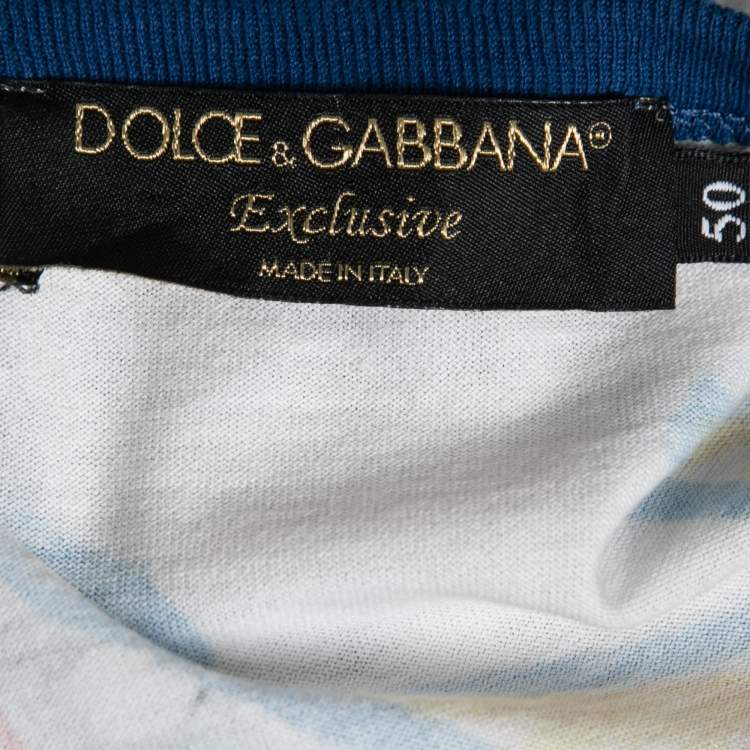 DOLCE & GABBANA®
Exclusive
MADE IN ITALY
50